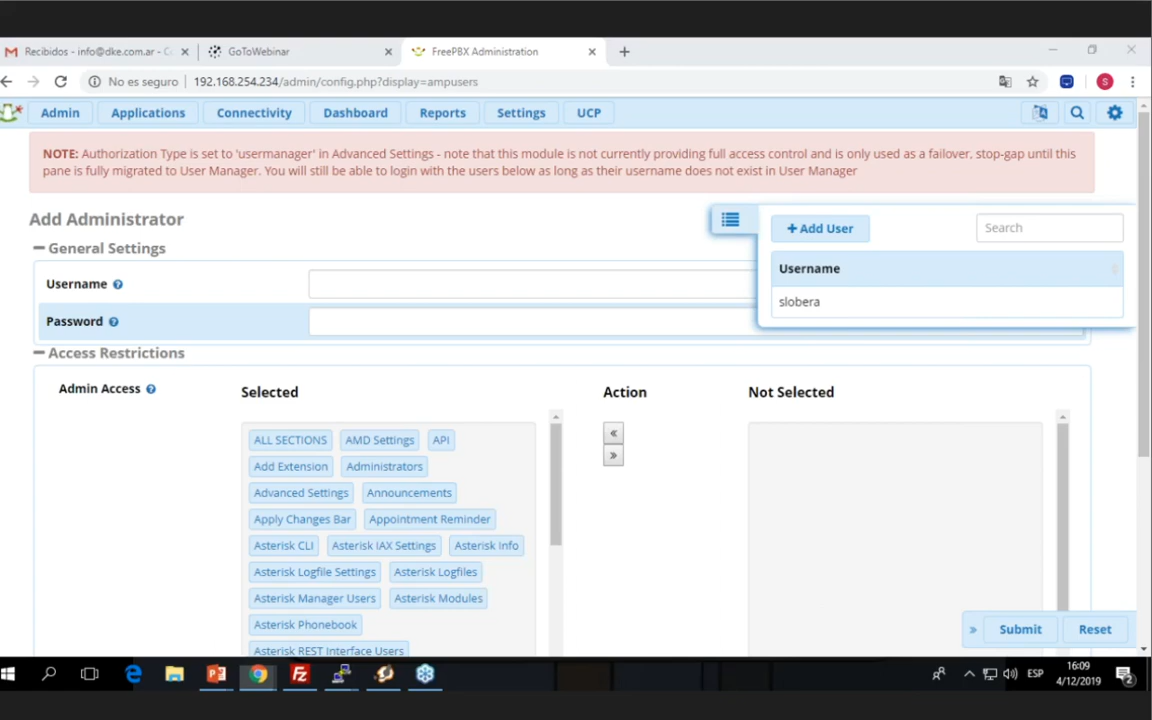 Recibidos - info@dke.com.ar - C
GoToWebinar
FreePBX Administration
No es seguro
192.168.254.234/admin/config.php?display=ampusers
S
Admin
Applications
Connectivity
Dashboard
Reports
Settings
UCP
NOTE: Authorization Type is set to 'usermanager' in Advanced Settings - note that this module is not currently providing full access control and is only used as a failover, stop-gap until this
pane is fully migrated to User Manager. You will still be able to login with the users below as long as their username does not exist in User Manager
Add Administrator
Add User
Search
General Settings
Username
Username
slobera
Password
Access Restrictions
Admin Access
Selected
Action
Not Selected
ALL SECTIONS
AMD Settings
API
Add Extension
Administrators
Advanced Settings
Announcements
Apply Changes Bar
Appointment Reminder
Asterisk CLI
Asterisk IAX Settings
Asterisk Info
Asterisk Logfile Settings
Asterisk Logfiles
Asterisk Manager Users
Asterisk Modules
Asterisk Phonebook
Asterisk REST Interface Users
Submit
Reset
ESP
16:09
4/12/2019
2